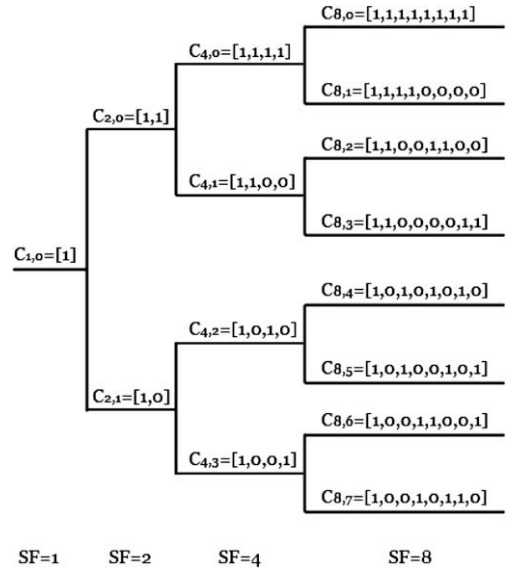 C8,0=[1,1,1,1,1,1,1,1]
C4,0=[1,1,1,1]
C8,1=[1,1,1,1,0,0,0,0]
C2,0=[1,1]
C8,2=[1,1,0,0,1,1,0,0]
C4,1=[1,1,0,0]
C8,3=[1,1,0,0,0,0,1,1]
C1,0=[1]
C8,4=[1,0,1,0,1,0,1,0]
C4,2=[1,0,1,0]
C8,5=[1,0,1,0,0,1,0,1]
C2,1=[1,0]
C8,6=[1,0,0,1,1,0,0,1]
C4,3=[1,0,0,1]
C8,7=[1,0,0,1,0,1,1,0]
SF=1 SF=2 SF=4 SF=8